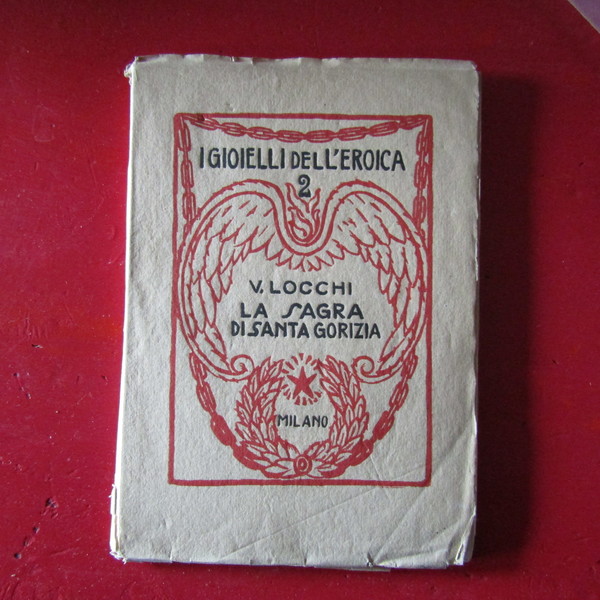 I GIOIELLI DELL'EROICA
2
V. LOCCHI
LA SAGRA
DI SANTA GORIZIA
MILANO